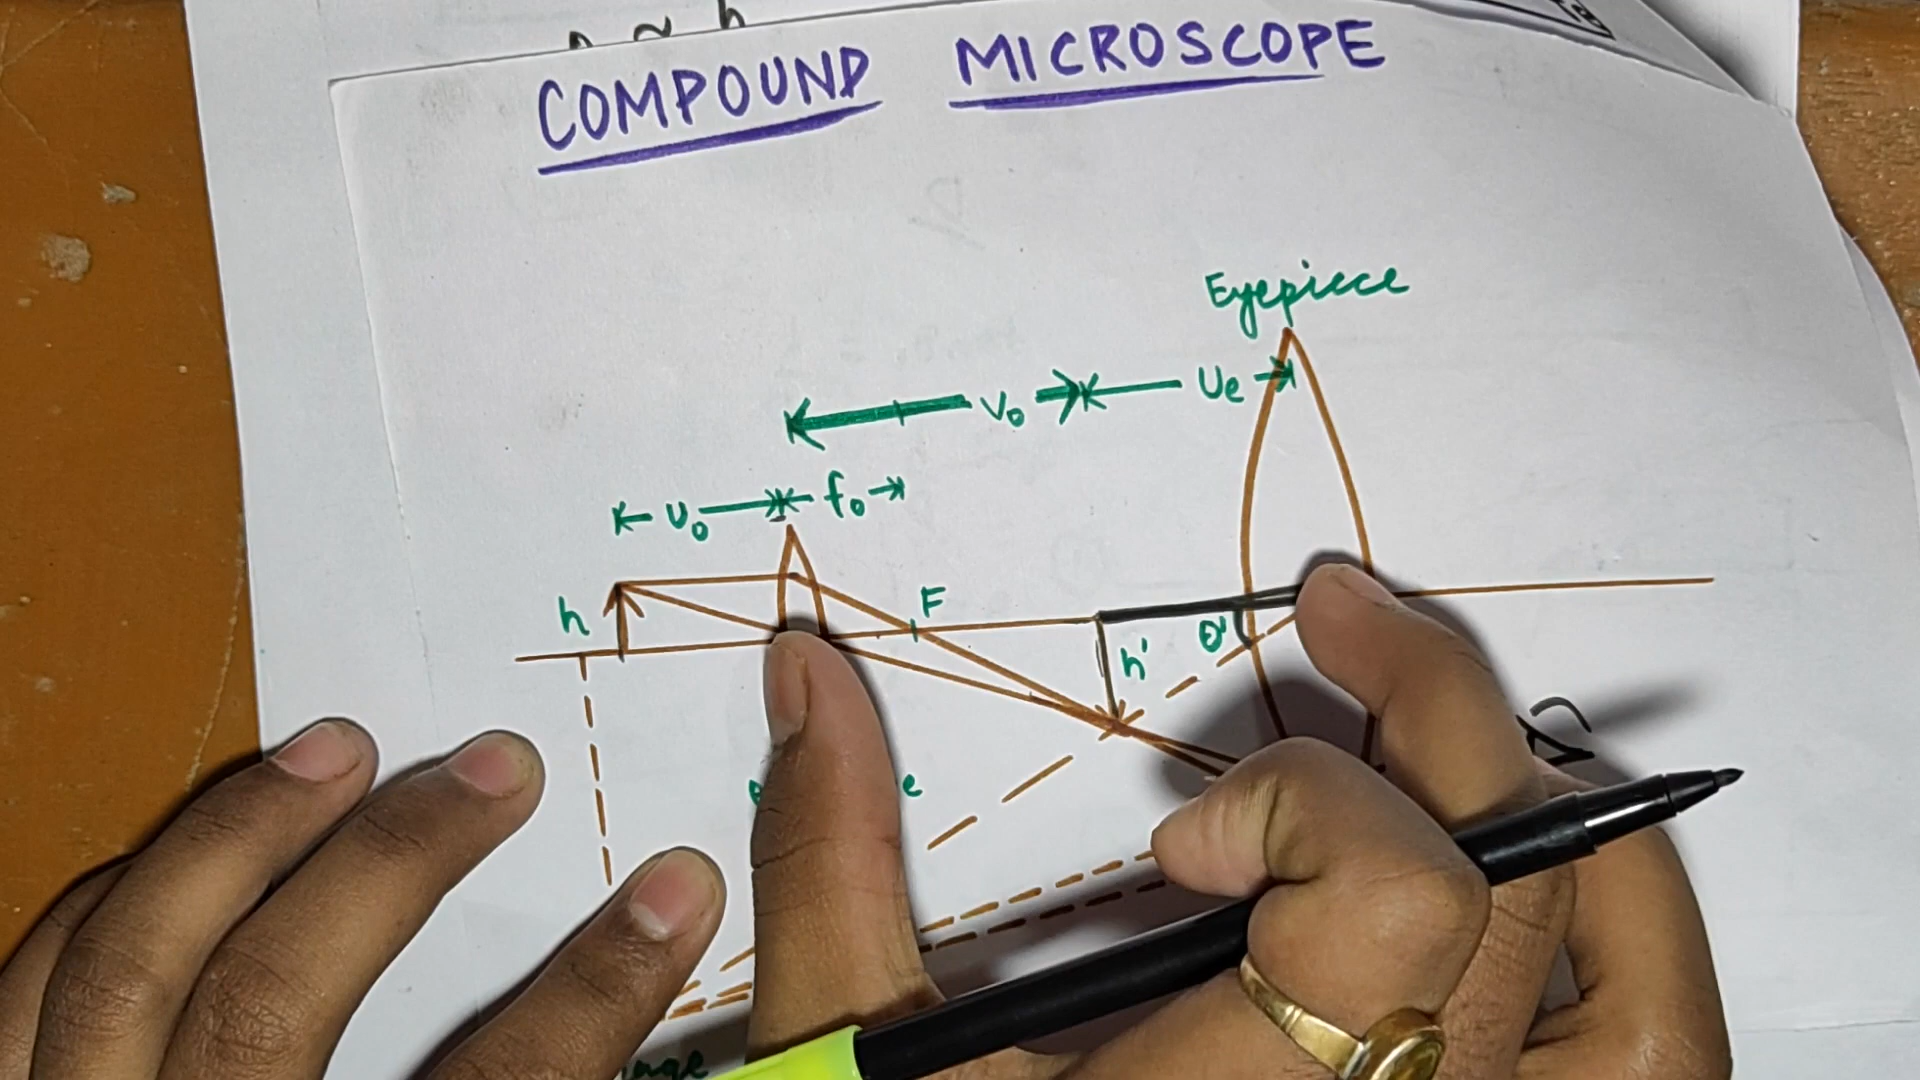 COMPOUND MICROSCOPE
Eyepiece
v₀ Ue
u₀ f₀
h F
h' θ'
e